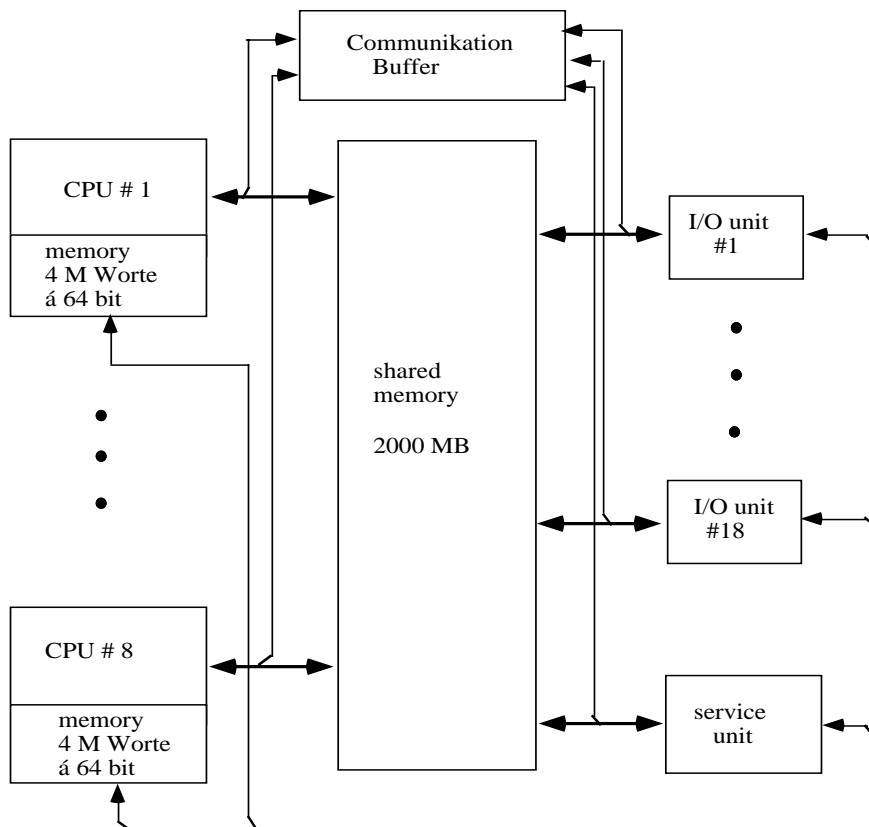 Communikation
Buffer
CPU # 1
memory
4 M Worte
á 64 bit
I/O unit
#1
shared
memory
2000 MB
I/O unit
#18
CPU # 8
memory
4 M Worte
á 64 bit
service
unit